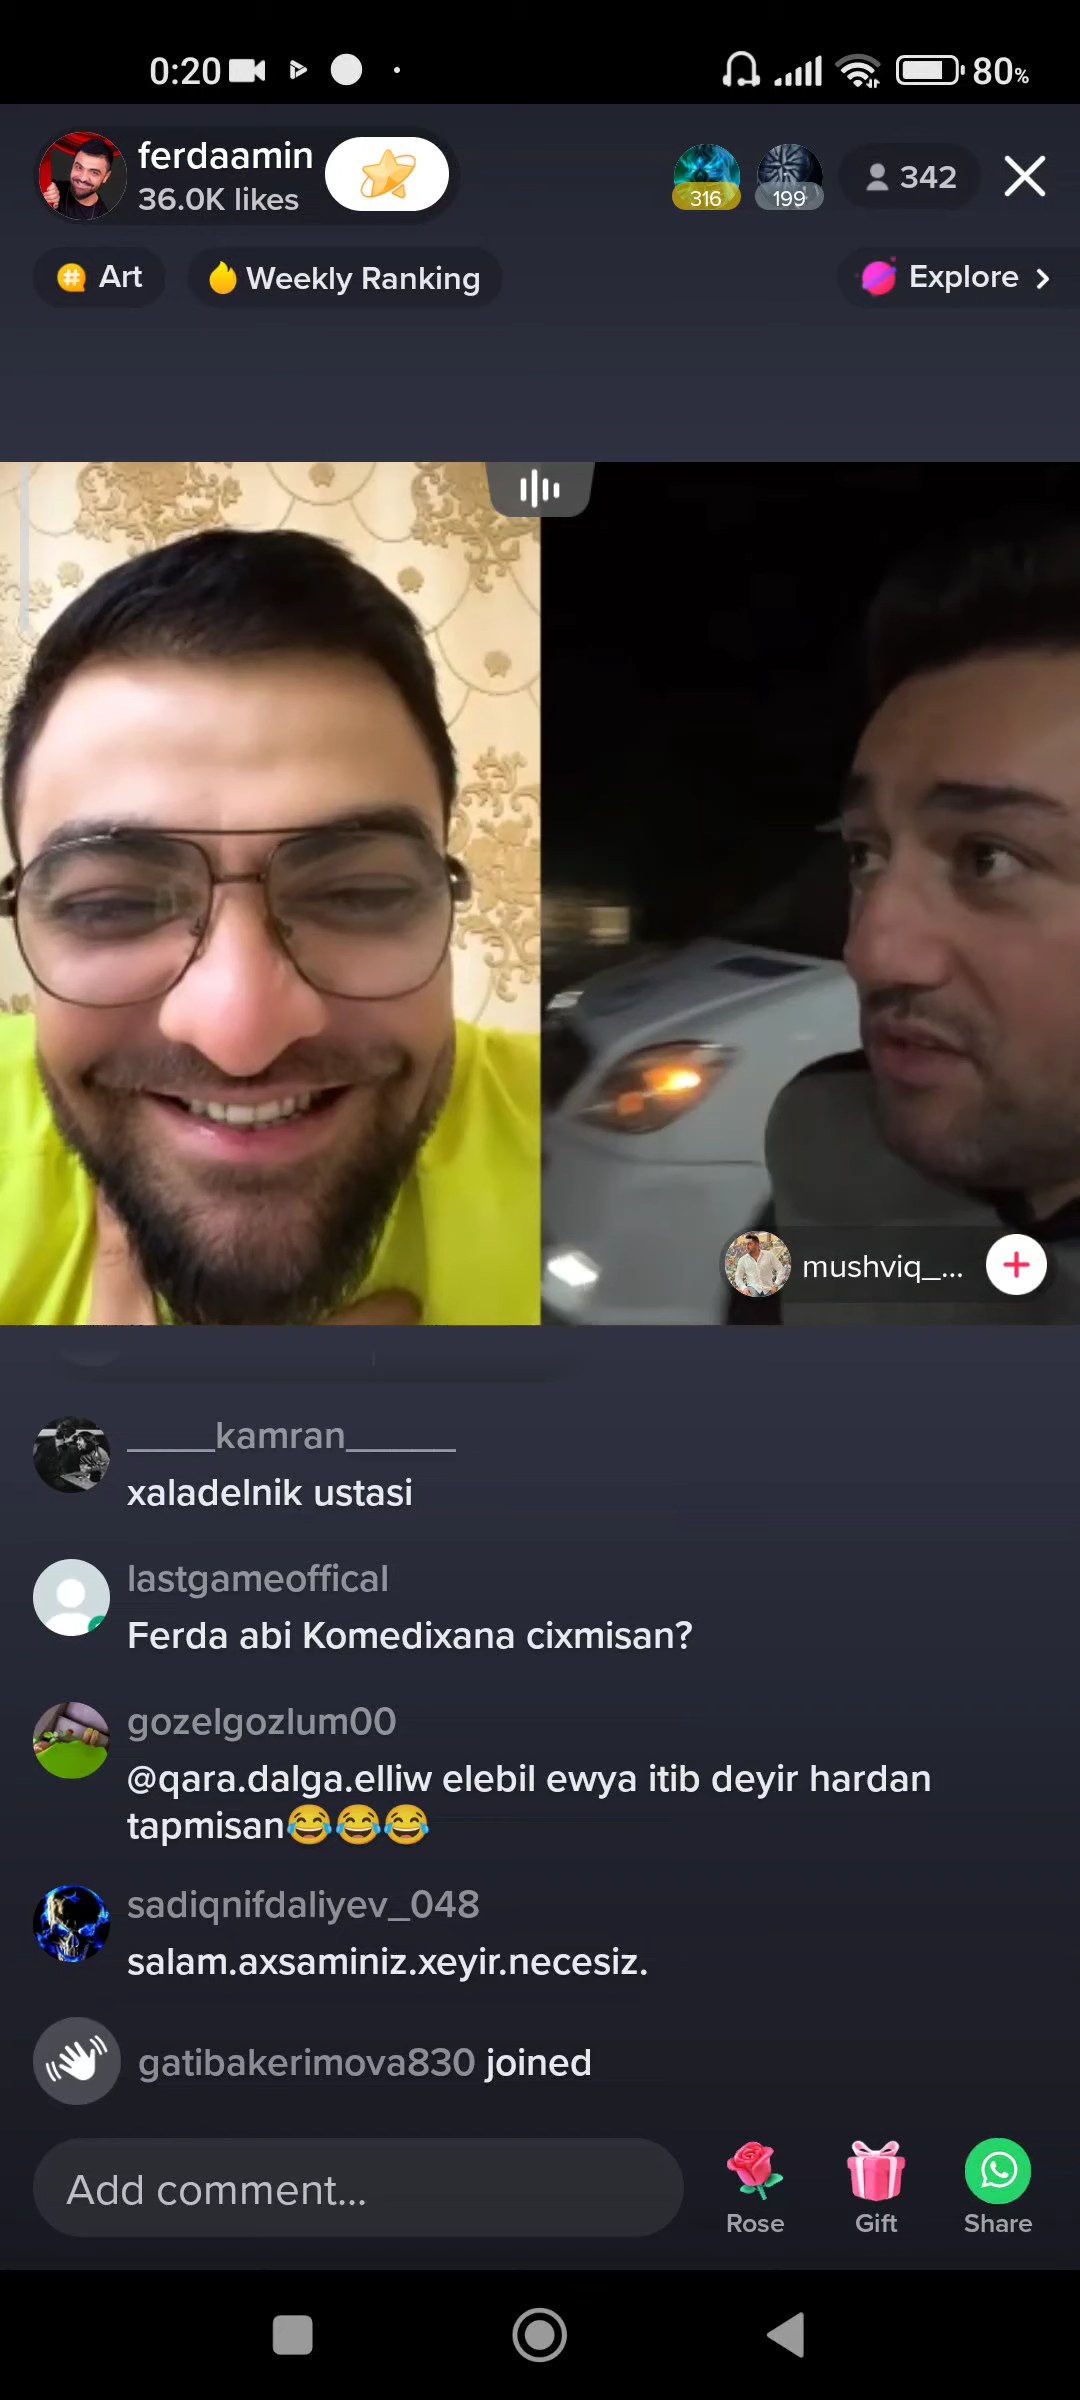 0:20
80%
ferdaamin
36.0K likes
316
199
342
Art
Weekly Ranking
Explore
mushviq_...
____kamran_____
xaladelnik ustasi
lastgameoffical
Ferda abi Komedixana cixmisan?
gozelgozlum00
@qara.dalga.elliw elebil ewya itib deyir hardan
tapmisan😂😂😂
sadiqnifdaliyev_048
salam.axsaminiz.xeyir.necesiz.
gatibakerimova830 joined
Add comment...
Rose
Gift
Share